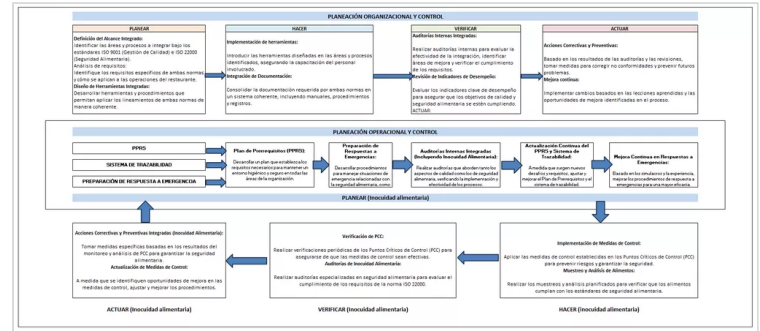 PLANEACIÓN ORGANIZACIONAL Y CONTROL
PLANEAR
Definición del Alcance Integrado:
Identificar las áreas y procesos a integrar bajo los
estándares ISO 9001 (Gestión de Calidad) e ISO 22000
(Seguridad Alimentaria).
Análisis de requisitos:
Identifique los requisitos específicos de ambas normas
y cómo se aplican a las operaciones del restaurante.
Diseño de Herramientas Integradas:
Desarrollar herramientas y procedimientos que
permitan aplicar los lineamientos de ambas normas de
manera coherente.
HACER
Implementación de herramientas:
Introducir las herramientas diseñadas en las áreas y procesos
identificados, asegurando la capacitación del personal
involucrado.
Integración de Documentación:
Consolidar la documentación requerida por ambas normas en
un sistema coherente, incluyendo manuales, procedimientos
y registros.
VERIFICAR
Auditorías Internas Integradas:
Realizar auditorías internas para evaluar la
efectividad de la integración, identificar
áreas de mejora y verificar el cumplimiento
de los requisitos.
Revisión de Indicadores de Desempeño:
Evaluar los indicadores clave de desempeño
para asegurar que los objetivos de calidad y
seguridad alimentaria se estén cumpliendo.
ACTUAR:
ACTUAR
Acciones Correctivas y Preventivas:
Basado en los resultados de las auditorías y las revisiones,
tomar medidas para corregir no conformidades y prevenir futuros
problemas.
Mejora continua:
Implementar cambios basados en las lecciones aprendidas y las
oportunidades de mejora identificadas en el proceso.
PLANEACIÓN OPERACIONAL Y CONTROL
PPRS
SISTEMA DE TRAZABILIDAD
PREPARACIÓN DE RESPUESTA A EMERGENCOA
Plan de Prerequisitos (PPRS):
Desarrollar un plan que establezca los
requisitos necesarios para mantener un
entorno higiénico y seguro en todas las
áreas de la organización.
Preparación de
Respuestas a
Emergencias:
Desarrollar procedimientos
para manejar situaciones de
emergencia relacionadas con
la seguridad alimentaria, como
Auditorías Internas Integradas
(Incluyendo Inocuidad Alimentaria):
Realizar auditorías que aborden tanto los
aspectos de calidad como los de seguridad
alimentaria, verificando la implementación y
efectividad de los procesos.
Actualización Continua del
PPRS y Sistema de
Trazabilidad:
A medida que surgen nuevos
desafíos y requisitos, ajustar y
mejorar el Plan de Prerequisitos y
el sistema de trazabilidad.
Mejora Continua en Respuestas a
Emergencias:
Basado en los simulacros y la experiencia,
mejorar los procedimientos de respuesta a
emergencias para una mayor eficacia.
PLANEAR (Inocuidad alimentaria)
Acciones Correctivas y Preventivas Integradas (Inocuidad Alimentaria):
Tomar medidas específicas basadas en los resultados del
monitoreo y análisis de PCC para garantizar la seguridad
alimentaria.
Actualización de Medidas de Control:
A medida que se identifiquen oportunidades de mejora en las
medidas de control, ajustar y mejorar los procedimientos.
ACTUAR (Inocuidad alimentaria)
Verificación de PCC:
Realizar verificaciones periódicas de los Puntos Críticos de Control (PCC) para
asegurarse de que las medidas de control sean efectivas.
Auditorías de Inocuidad Alimentaria:
Realizar auditorías especializadas en seguridad alimentaria para evaluar el
cumplimiento de los requisitos de la norma ISO 22000.
VERIFICAR (Inocuidad alimentaria)
Implementación de Medidas de Control:
Aplicar las medidas de control establecidas en los Puntos Críticos de Control (PCC)
para prevenir riesgos y garantizar la seguridad.
Muestreo y Análisis de Alimentos:
Realizar los muestreos y análisis planificados para verificar que los alimentos
cumplan con los estándares de seguridad alimentaria.
HACER (Inocuidad alimentaria)